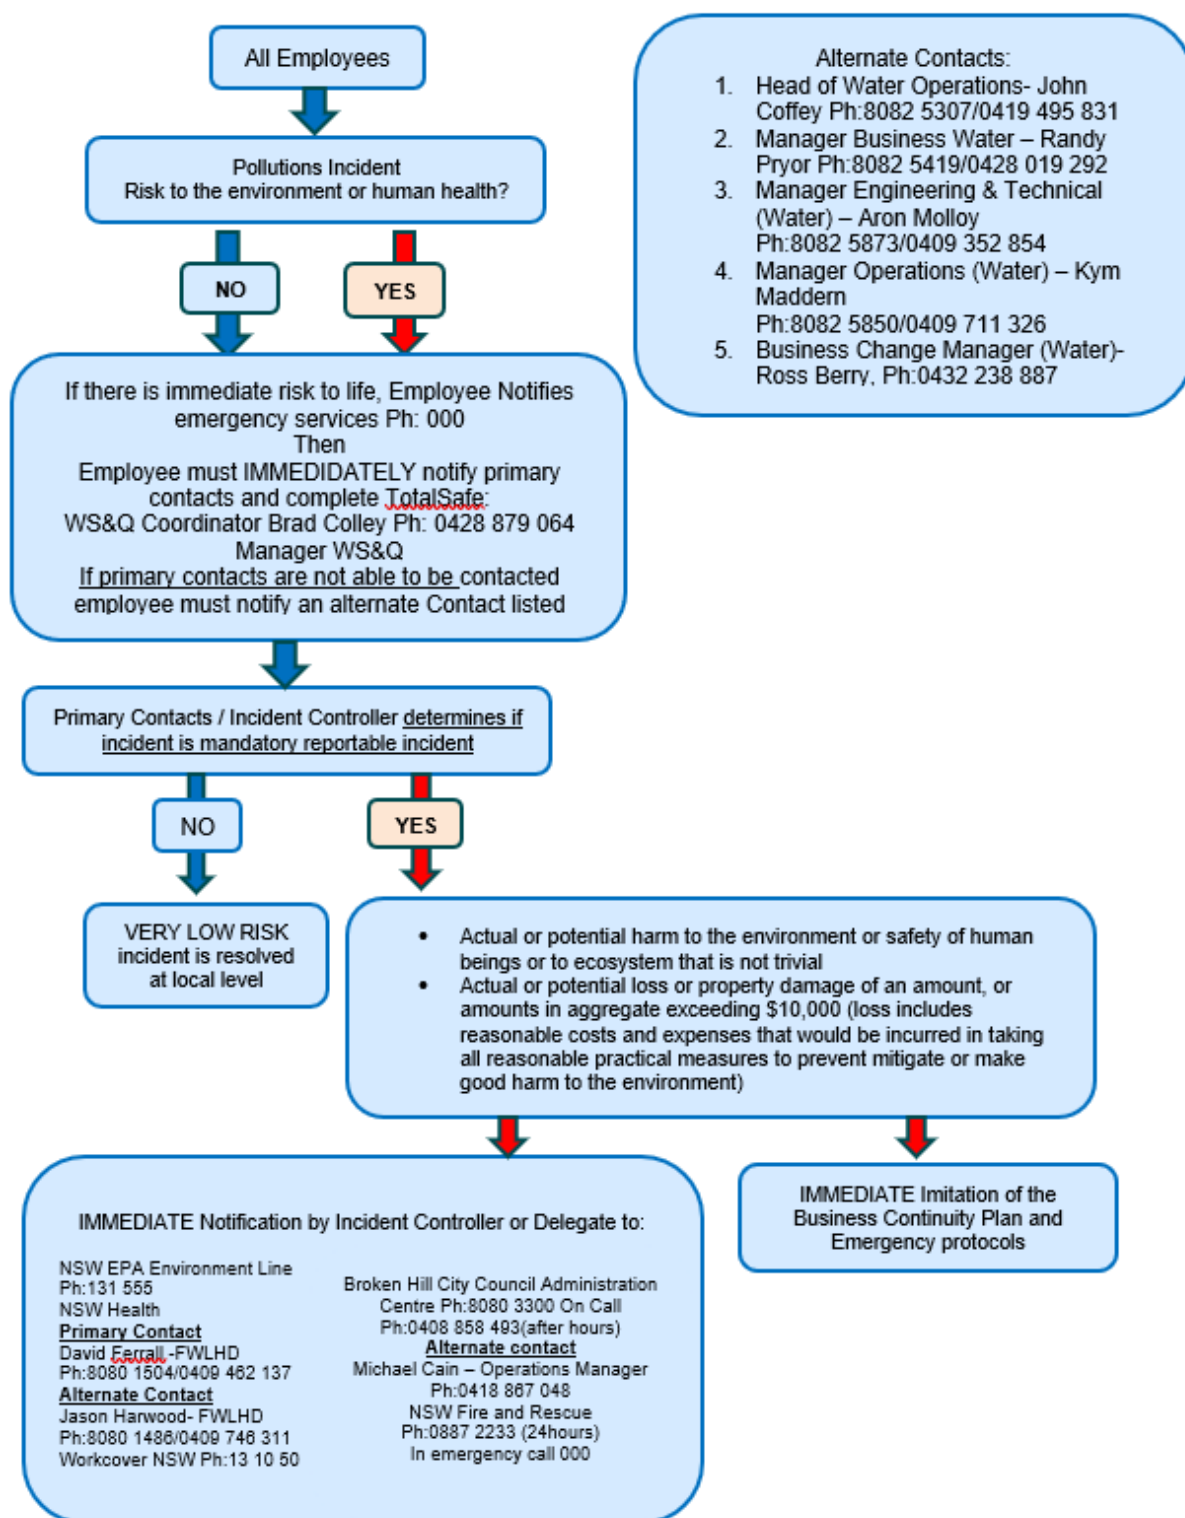 All Employees
Pollutions Incident
Risk to the environment or human health?
NO
YES
If there is immediate risk to life, Employee Notifies
emergency services Ph: 000
Then
Employee must IMMEDIDATELY notify primary
contacts and complete TotalSafe:
WS&Q Coordinator Brad Colley Ph: 0428 879 064
Manager WS&Q
If primary contacts are not able to be contacted
employee must notify an alternate Contact listed
Alternate Contacts:
1. Head of Water Operations- John
Coffey Ph:8082 5307/0419 495 831
2. Manager Business Water – Randy
Pryor Ph:8082 5419/0428 019 292
3. Manager Engineering & Technical
(Water) – Aron Molloy
Ph:8082 5873/0409 352 854
4. Manager Operations (Water) – Kym
Maddern
Ph:8082 5850/0409 711 326
5. Business Change Manager (Water)-
Ross Berry, Ph:0432 238 887
Primary Contacts / Incident Controller determines if
incident is mandatory reportable incident
NO
YES
VERY LOW RISK
incident is resolved
at local level
• Actual or potential harm to the environment or safety of human
beings or to ecosystem that is not trivial
• Actual or potential loss or property damage of an amount, or
amounts in aggregate exceeding $10,000 (loss includes
reasonable costs and expenses that would be incurred in taking
all reasonable practical measures to prevent mitigate or make
good harm to the environment)
IMMEDIATE Notification by Incident Controller or Delegate to:
NSW EPA Environment Line
Ph:131 555
NSW Health
Primary Contact
David Ferrall -FWLHD
Ph:8080 1504/0409 462 137
Alternate Contact
Jason Harwood- FWLHD
Ph:8080 1486/0409 746 311
Workcover NSW Ph:13 10 50
Broken Hill City Council Administration
Centre Ph:8080 3300 On Call
Ph:0408 858 493(after hours)
Alternate contact
Michael Cain – Operations Manager
Ph:0418 867 048
NSW Fire and Rescue
Ph:0887 2233 (24hours)
In emergency call 000
IMMEDIATE Imitation of the
Business Continuity Plan and
Emergency protocols